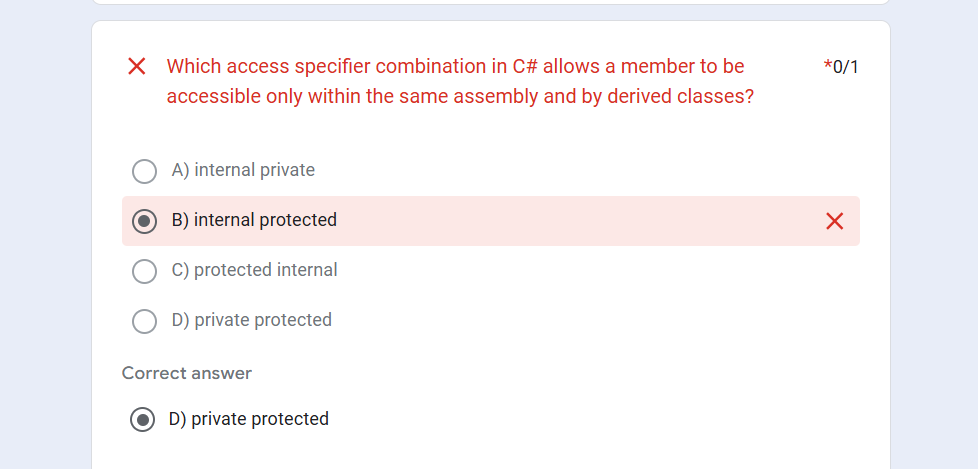 Which access specifier combination in C# allows a member to be *0/1
accessible only within the same assembly and by derived classes?
A) internal private
B) internal protected
C) protected internal
D) private protected
Correct answer
D) private protected